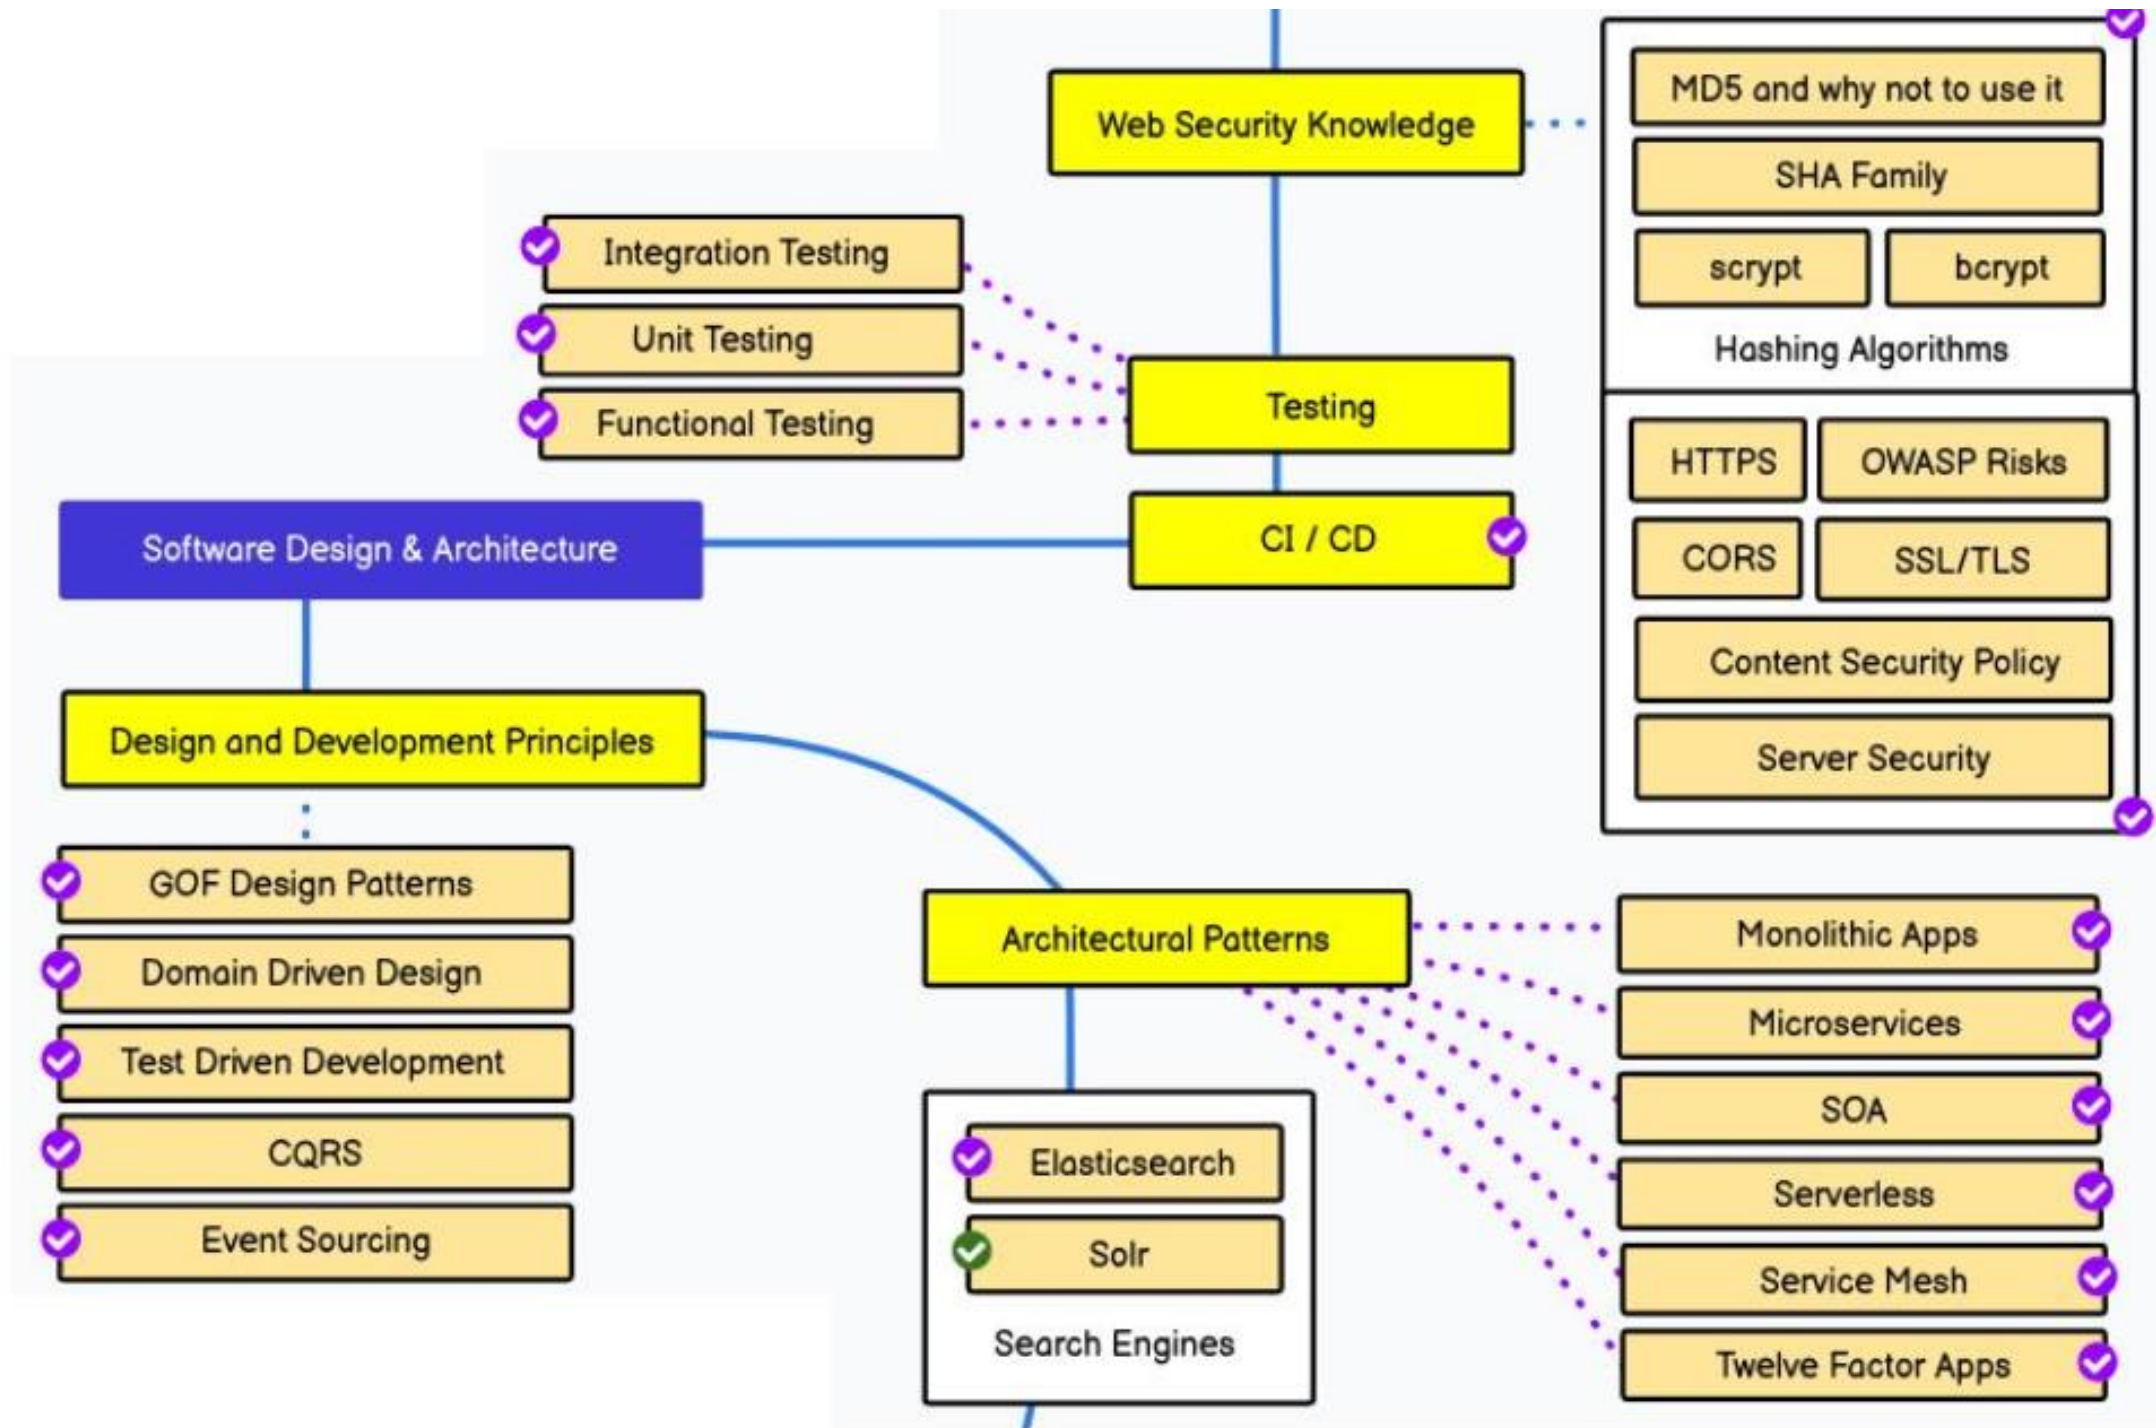 Web Security Knowledge
MD5 and why not to use it
SHA Family
scrypt
bcrypt
Hashing Algorithms
Integration Testing
Unit Testing
Functional Testing
Testing
HTTPS
OWASP Risks
CORS
SSL/TLS
Content Security Policy
Server Security
CI / CD
Software Design & Architecture
Design and Development Principles
GOF Design Patterns
Domain Driven Design
Test Driven Development
CQRS
Event Sourcing
Architectural Patterns
Monolithic Apps
Microservices
SOA
Serverless
Service Mesh
Twelve Factor Apps
Elasticsearch
Solr
Search Engines